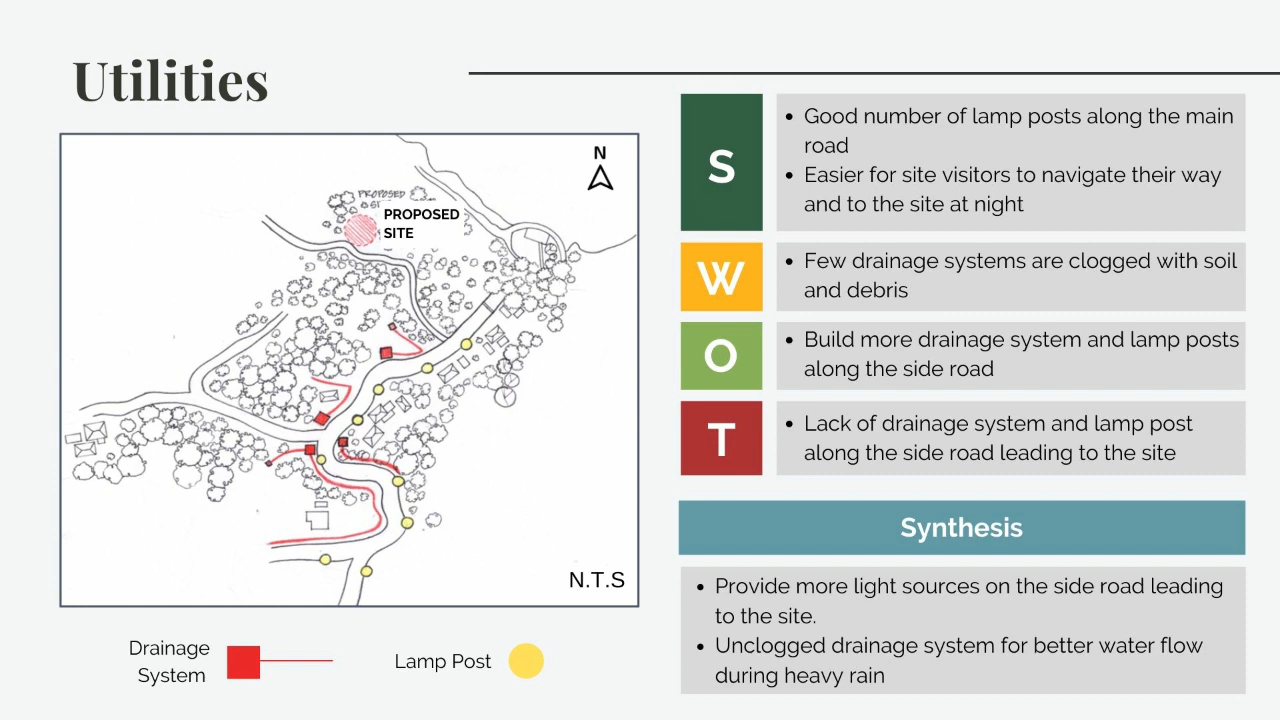 Utilities
N
PROPOSED
PROPOSED
SITE
N.T.S
Drainage
System
Lamp Post
S
• Good number of lamp posts along the main
road
• Easier for site visitors to navigate their way
and to the site at night
W
• Few drainage systems are clogged with soil
and debris
O
• Build more drainage system and lamp posts
along the side road
T
• Lack of drainage system and lamp post
along the side road leading to the site
Synthesis
• Provide more light sources on the side road leading
to the site.
• Unclogged drainage system for better water flow
during heavy rain